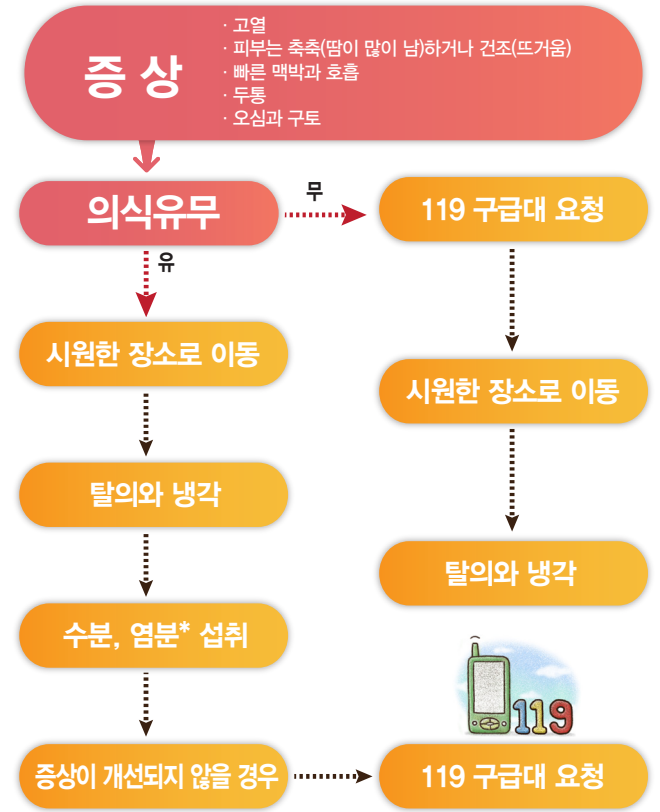 증 상
· 고열
· 피부는 축축(땀이 많이 남)하거나 건조(뜨거움)
· 빠른 맥박과 호흡
· 두통
· 오심과 구토
의식유무
무
119 구급대 요청
유
시원한 장소로 이동
시원한 장소로 이동
탈의와 냉각
탈의와 냉각
수분, 염분* 섭취
119
증상이 개선되지 않을 경우
119 구급대 요청